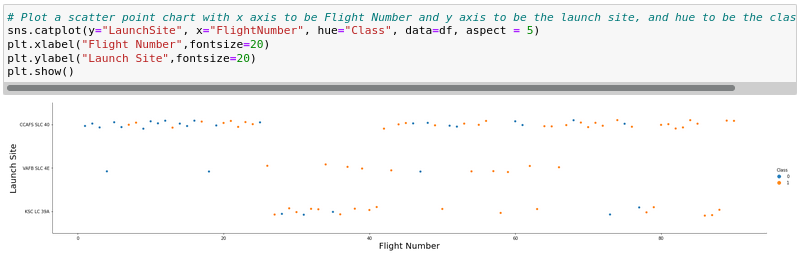 # Plot a scatter point chart with x axis to be Flight Number and y axis to be the launch site, and hue to be the clas
sns.catplot(y="LaunchSite", x="FlightNumber", hue="Class", data=df, aspect = 5)
plt.xlabel("Flight Number",fontsize=20)
plt.ylabel("Launch Site",fontsize=20)
plt.show()
CCAFS SLC 40
VAFB SLC 4E
KSC LC 39A
Launch Site
0 20 40 60 80
Flight Number
Class
0
1